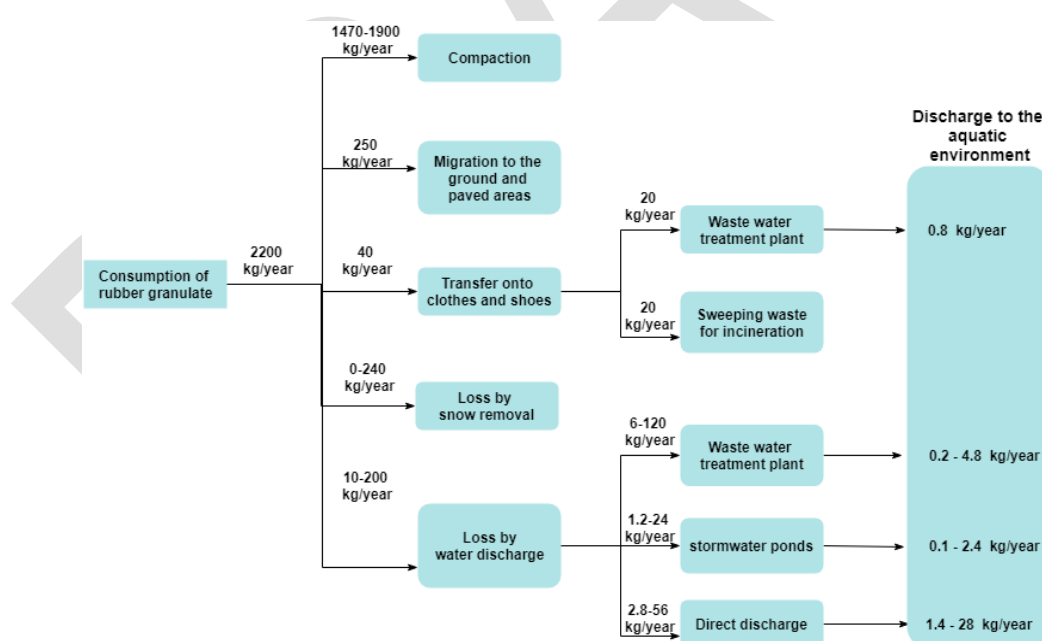 1470-1900
kg/year
Compaction
Discharge to the
aquatic
environment
250
kg/year
Migration to the
ground and
paved areas
20
kg/year
Waste water
treatment plant
0.8 kg/year
2200
kg/year
Consumption of
rubber granulate
40
kg/year
Transfer onto
clothes and shoes
20
kg/year
Sweeping waste
for incineration
0-240
kg/year
Loss by
snow removal
6-120
kg/year
Waste water
treatment plant
0.2 - 4.8 kg/year
10-200
kg/year
Loss by
water discharge
1.2-24
kg/year
stormwater ponds
0.1 - 2.4 kg/year
2.8-56
kg/year
Direct discharge
1.4 - 28 kg/year